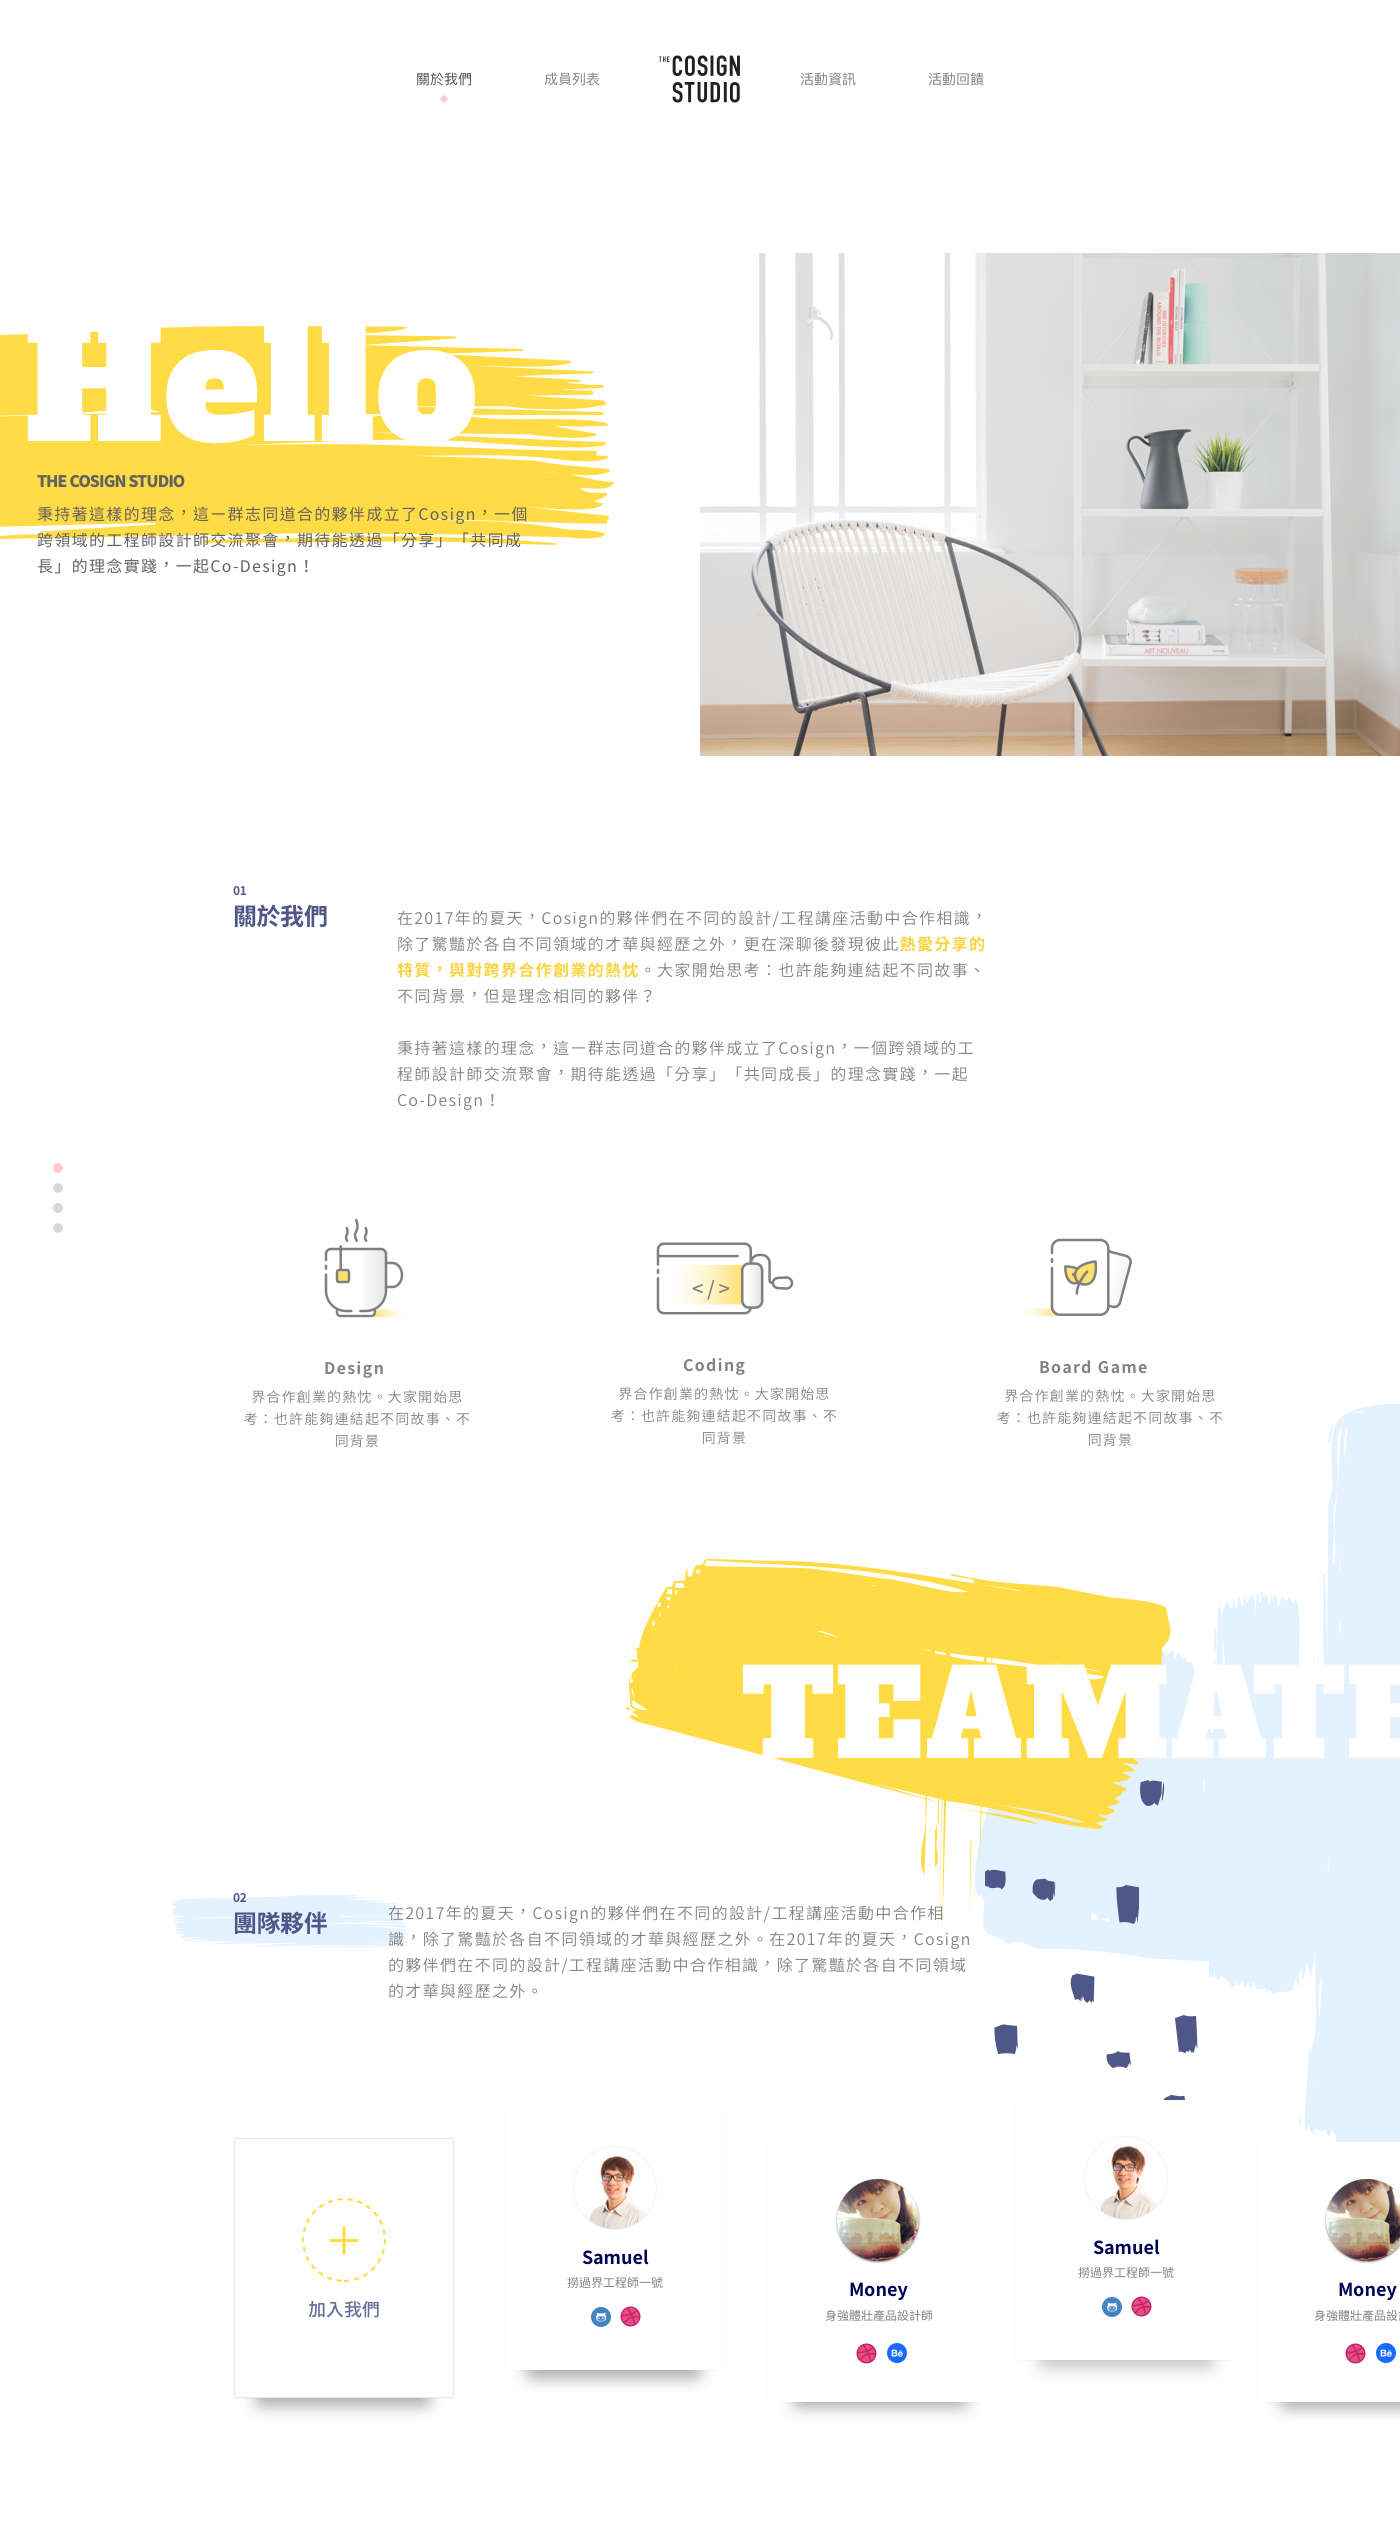 關於我們
成員列表
THE COSIGN
STUDIO
活動資訊
活動回饋
Hello
THE COSIGN STUDIO
秉持著這樣的理念，這一群志同道合的夥伴成立了Cosign，一個
跨領域的工程師設計師交流聚會，期待能透過「分享」「共同成
長」的理念實踐，一起Co-Design！
ART NOUVEAU
01
關於我們
在2017年的夏天，Cosign的夥伴們在不同的設計/工程講座活動中合作相識，
除了驚豔於各自不同領域的才華與經歷之外，更在深聊後發現彼此熱愛分享的
特質，與對跨界合作創業的熱忱。大家開始思考：也許能夠連結起不同故事、
不同背景，但是理念相同的夥伴？
秉持著這樣的理念，這一群志同道合的夥伴成立了Cosign，一個跨領域的工
程師設計師交流聚會，期待能透過「分享」「共同成長」的理念實踐，一起
Co-Design！
</>
Design
界合作創業的熱忱。大家開始思
考：也許能夠連結起不同故事、不
同背景
Coding
界合作創業的熱忱。大家開始思
考：也許能夠連結起不同故事、不
同背景
Board Game
界合作創業的熱忱。大家開始思
考：也許能夠連結起不同故事、不
同背景
TEAMATE
02
團隊夥伴
在2017年的夏天，Cosign的夥伴們在不同的設計/工程講座活動中合作相
識，除了驚豔於各自不同領域的才華與經歷之外。在2017年的夏天，Cosign
的夥伴們在不同的設計/工程講座活動中合作相識，除了驚豔於各自不同領域
的才華與經歷之外。
加入我們
Samuel
撈過界工程師一號
Money
身強體壯產品設計師
Bē
Samuel
撈過界工程師一號
Money
身強體壯產品設
Bē